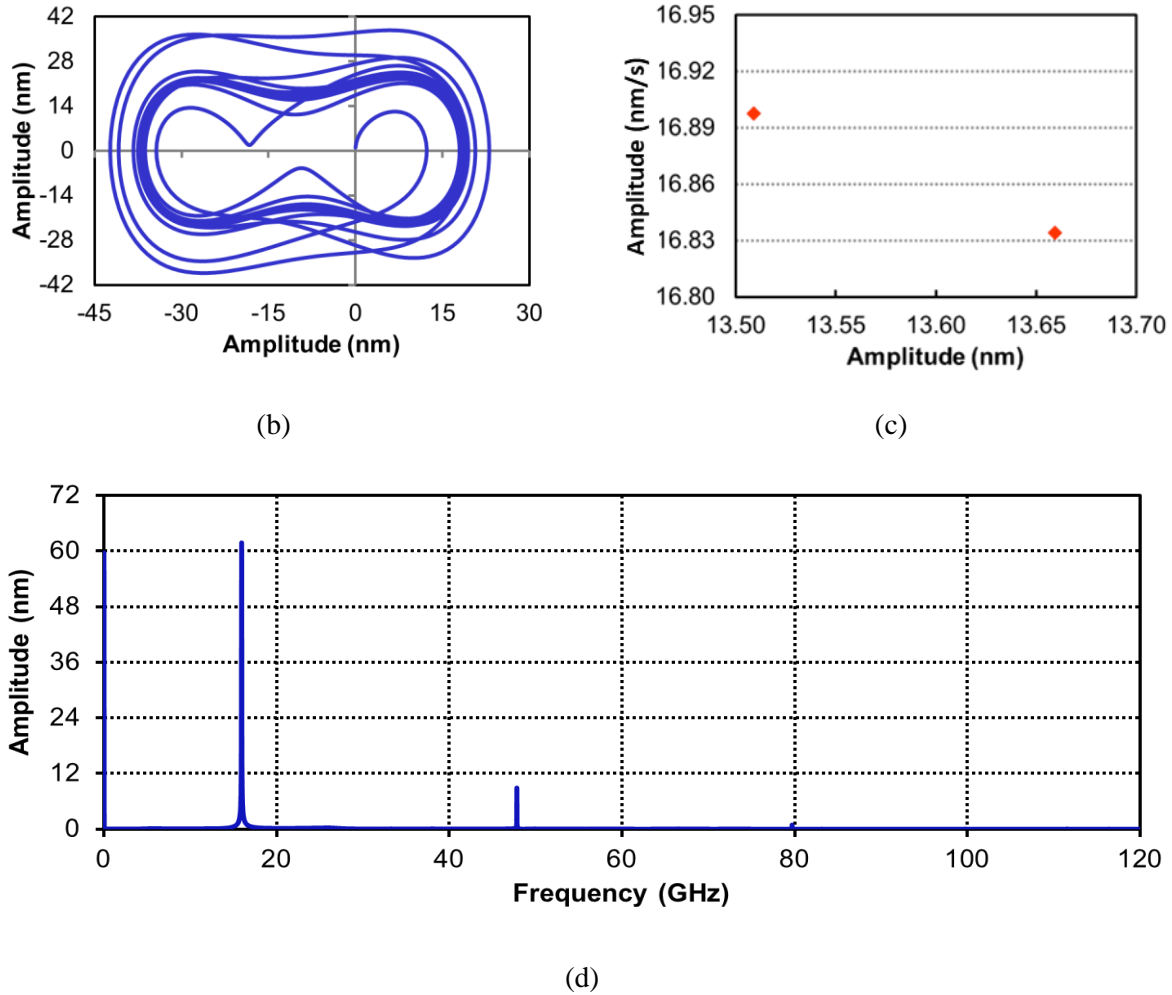 42
28
14
0
-14
-28
-42
-45 -30 -15 0 15 30
Amplitude (nm)
Amplitude (nm)
(b)
16.95
16.92
16.89
16.86
16.83
16.80
13.50 13.55 13.60 13.65 13.70
Amplitude (nm/s)
Amplitude (nm)
(c)
72
60
48
36
24
12
0
0 20 40 60 80 100 120
Amplitude (nm)
Frequency (GHz)
(d)